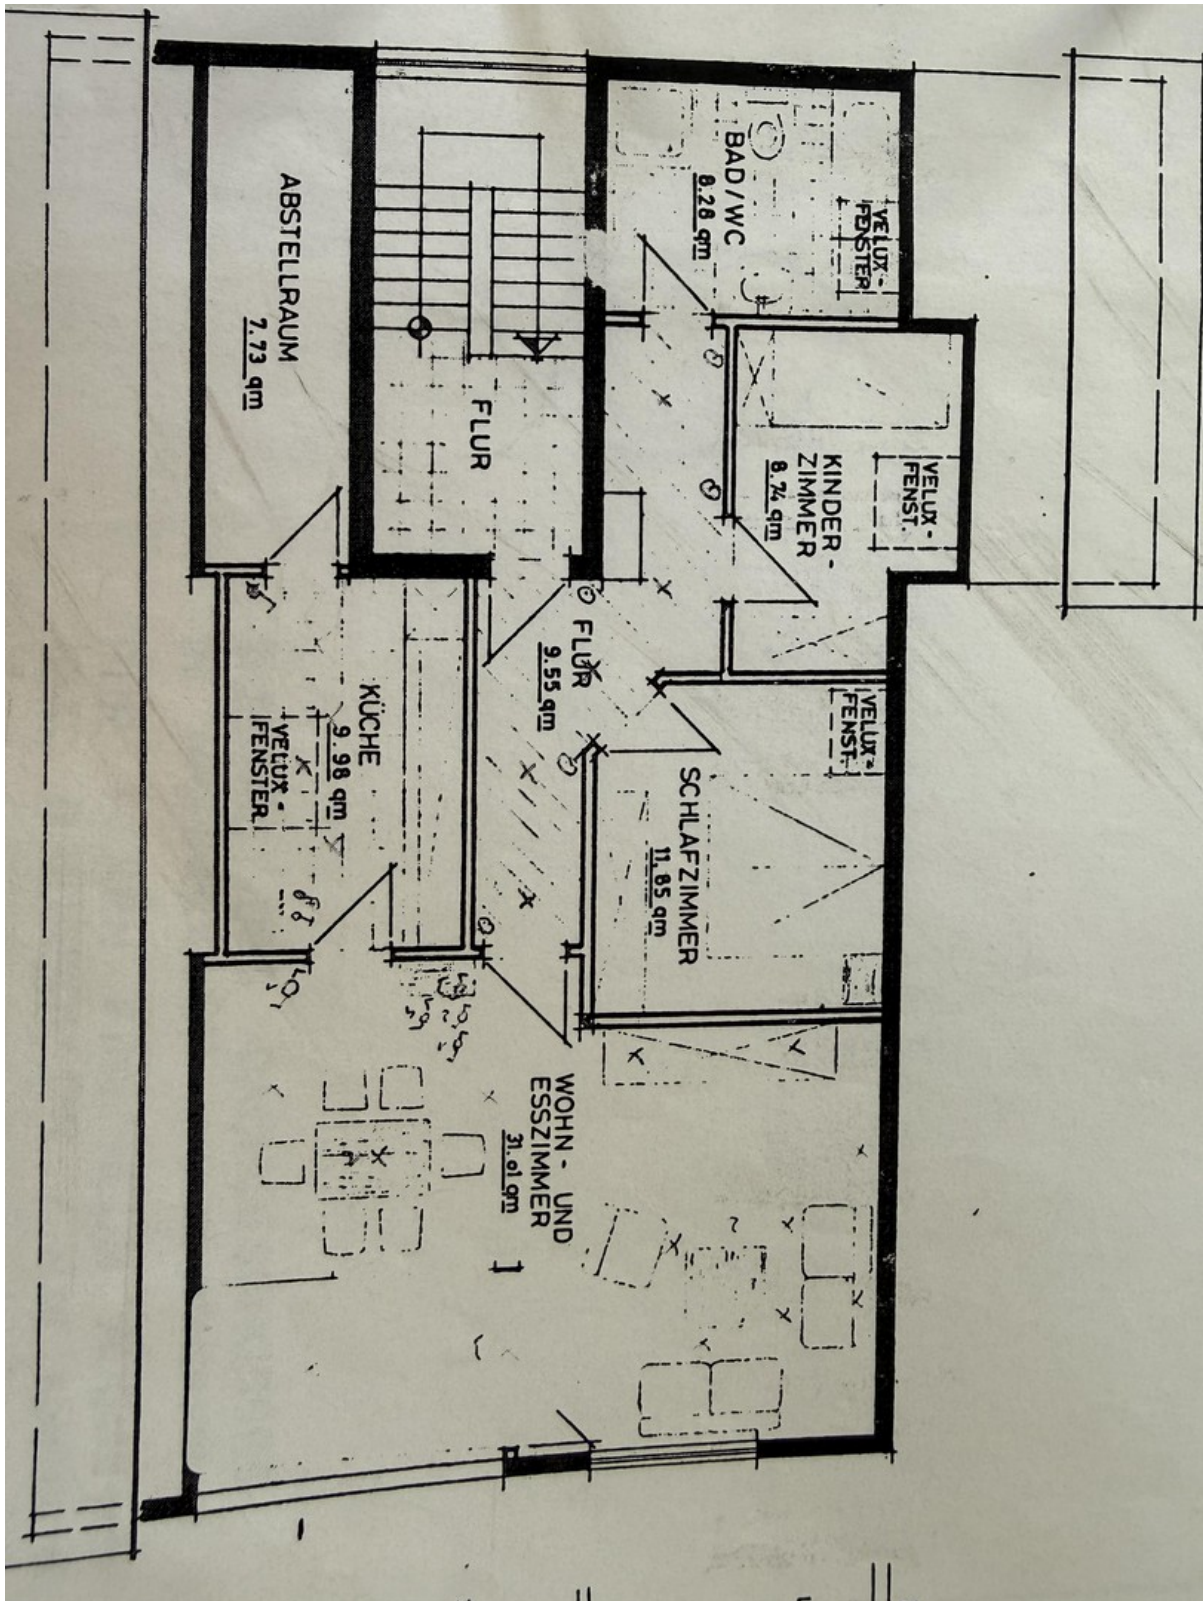 BAD/WC
8.28 qm
VELUX-
FENSTER
ABSTELLRAUM
7.73 qm
FLUR
KINDER-
ZIMMER
8.74 qm
VELUX-
FENST.
FLUR
9.55 qm
KÜCHE
9.98 qm
VELUX-
FENSTER
VELUX-
FENST.
SCHLAFZIMMER
11,85 qm
WOHN- UND
ESSZIMMER
31.01 qm